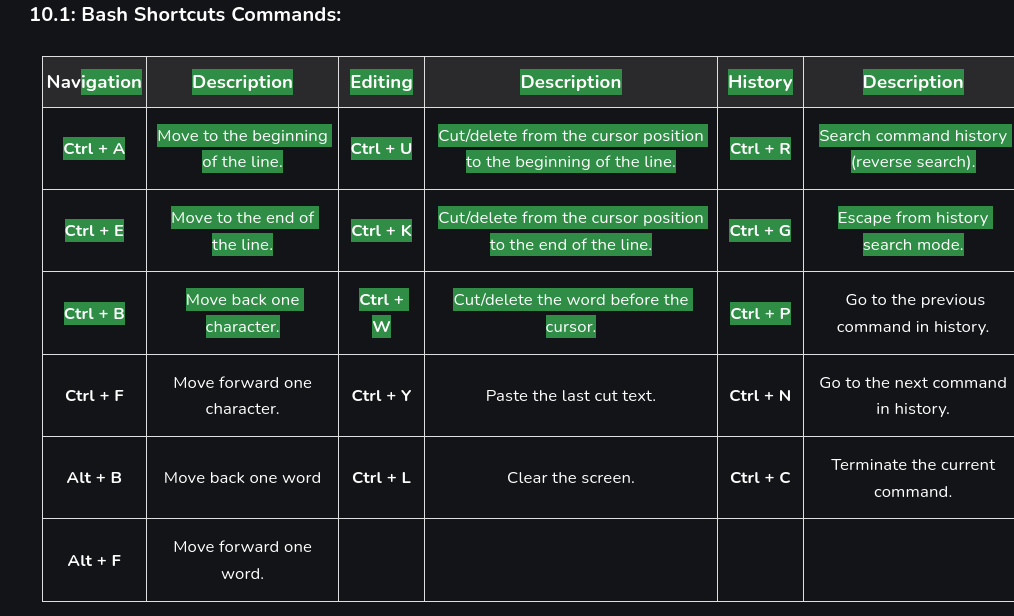 10.1: Bash Shortcuts Commands:
Navigation Description Editing Description History Description
Ctrl + A
Move to the beginning
of the line.
Ctrl + U
Cut/delete from the cursor position
to the beginning of the line.
Ctrl + R
Search command history
(reverse search).
Ctrl + E
Move to the end of
the line.
Ctrl + K
Cut/delete from the cursor position
to the end of the line.
Ctrl + G
Escape from history
search mode.
Ctrl + B
Move back one
character.
Ctrl +
W
Cut/delete the word before the
cursor.
Ctrl + P
Go to the previous
command in history.
Ctrl + F
Move forward one
character.
Ctrl + Y
Paste the last cut text.
Ctrl + N
Go to the next command
in history.
Alt + B
Move back one word
Ctrl + L
Clear the screen.
Ctrl + C
Terminate the current
command.
Alt + F
Move forward one
word.